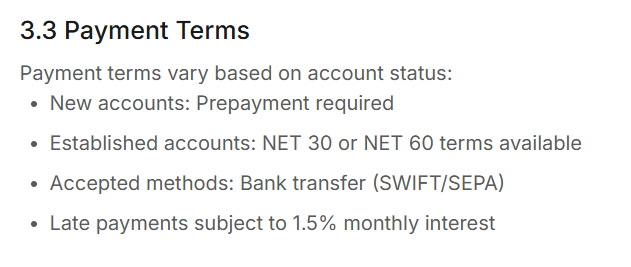 3.3 Payment Terms
Payment terms vary based on account status:
• New accounts: Prepayment required
• Established accounts: NET 30 or NET 60 terms available
• Accepted methods: Bank transfer (SWIFT/SEPA)
• Late payments subject to 1.5% monthly interest